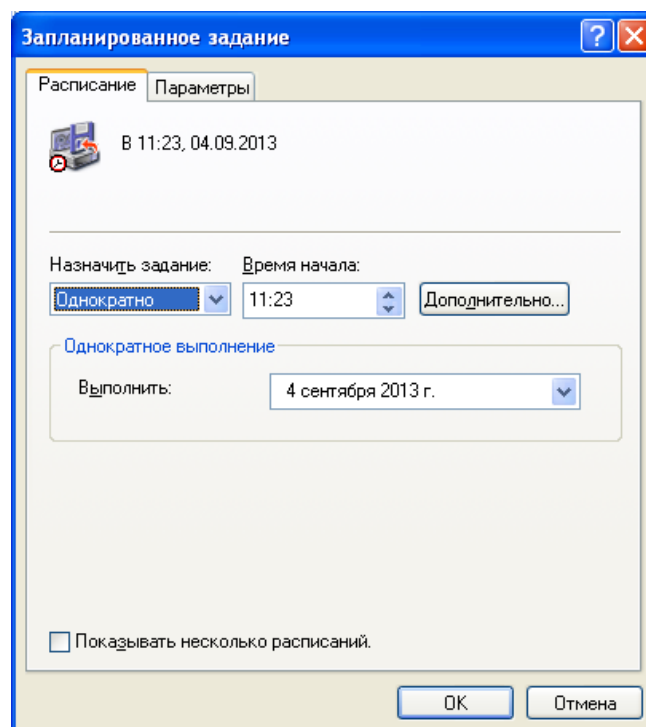 Запланированное задание
Расписание Параметры
В 11:23, 04.09.2013
Назначить задание: Время начала:
Однократно 11:23 Дополнительно...
Однократное выполнение
Выполнить: 4 сентября 2013 г.
Показывать несколько расписаний.
OK Отмена